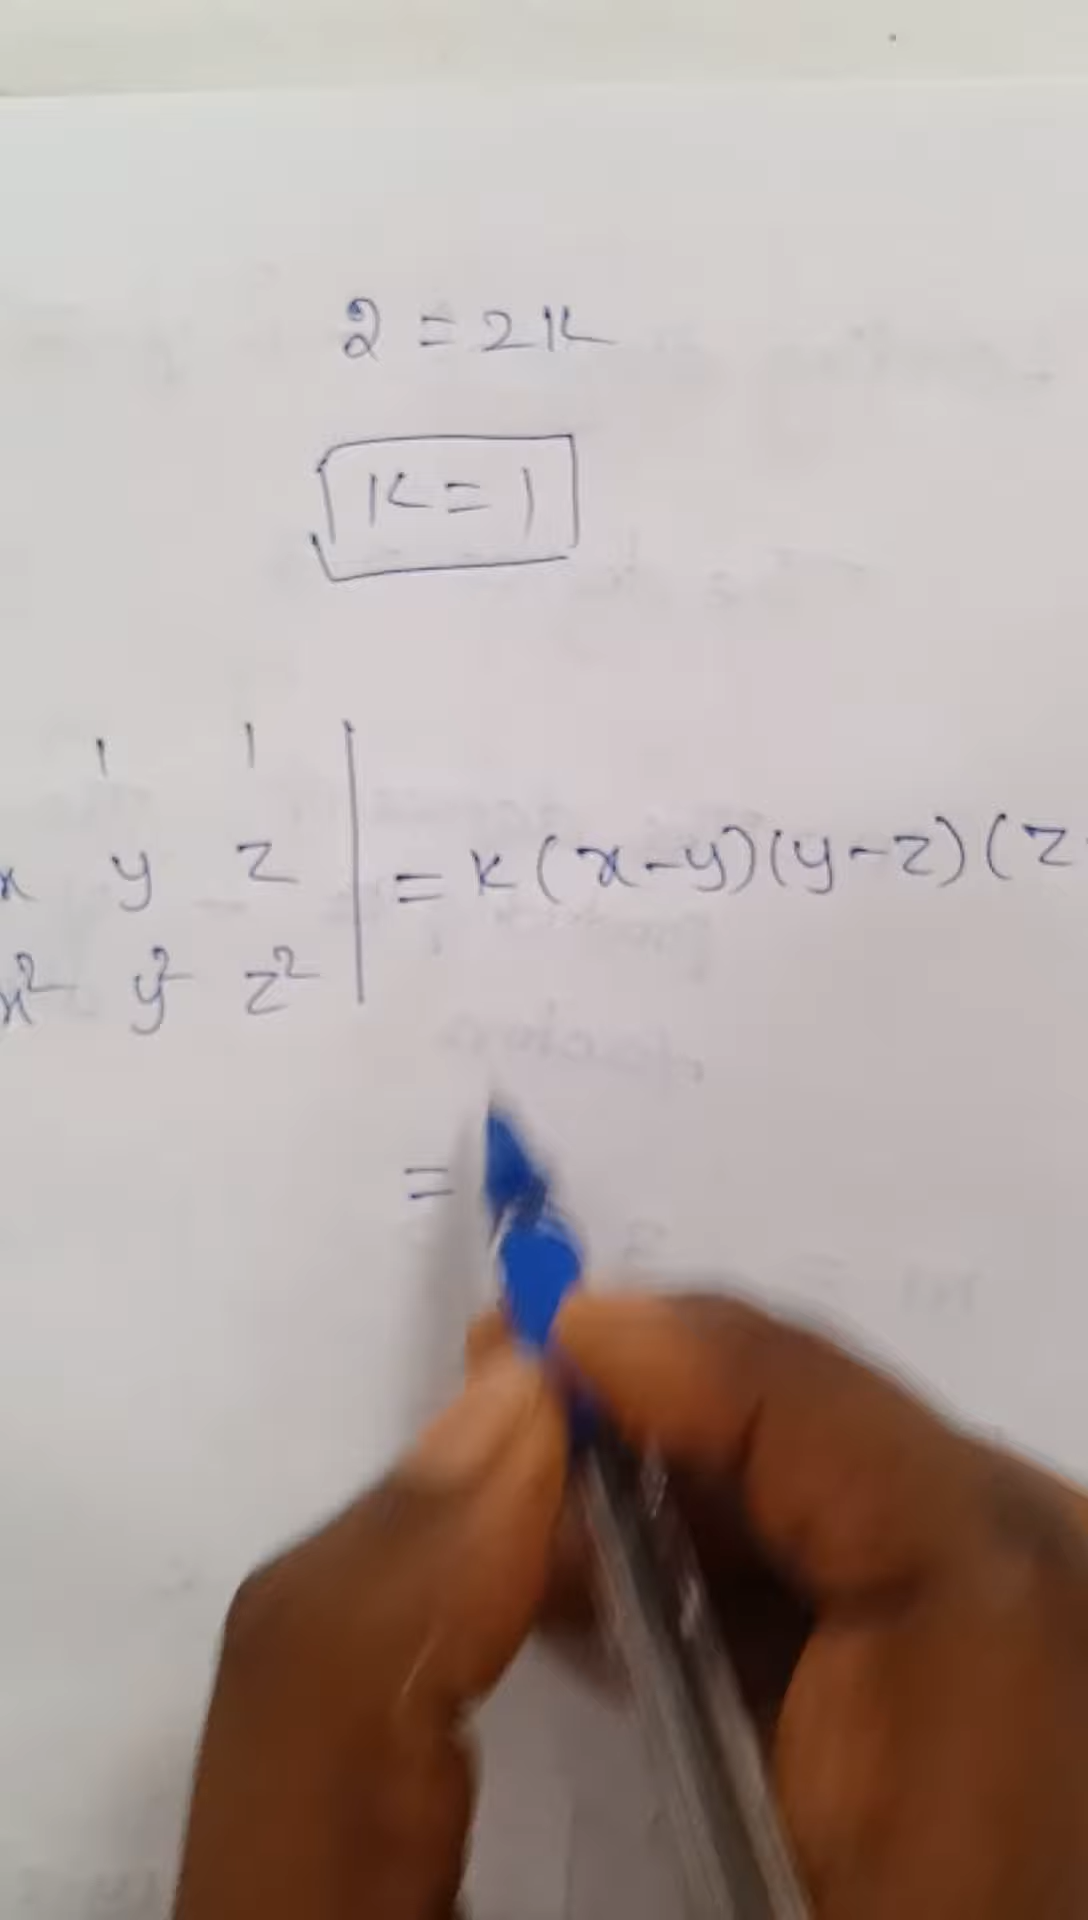 2 = 2K
K = 1
1 1
x y z = k(x-y)(y-z)(z
x² y² z²
=